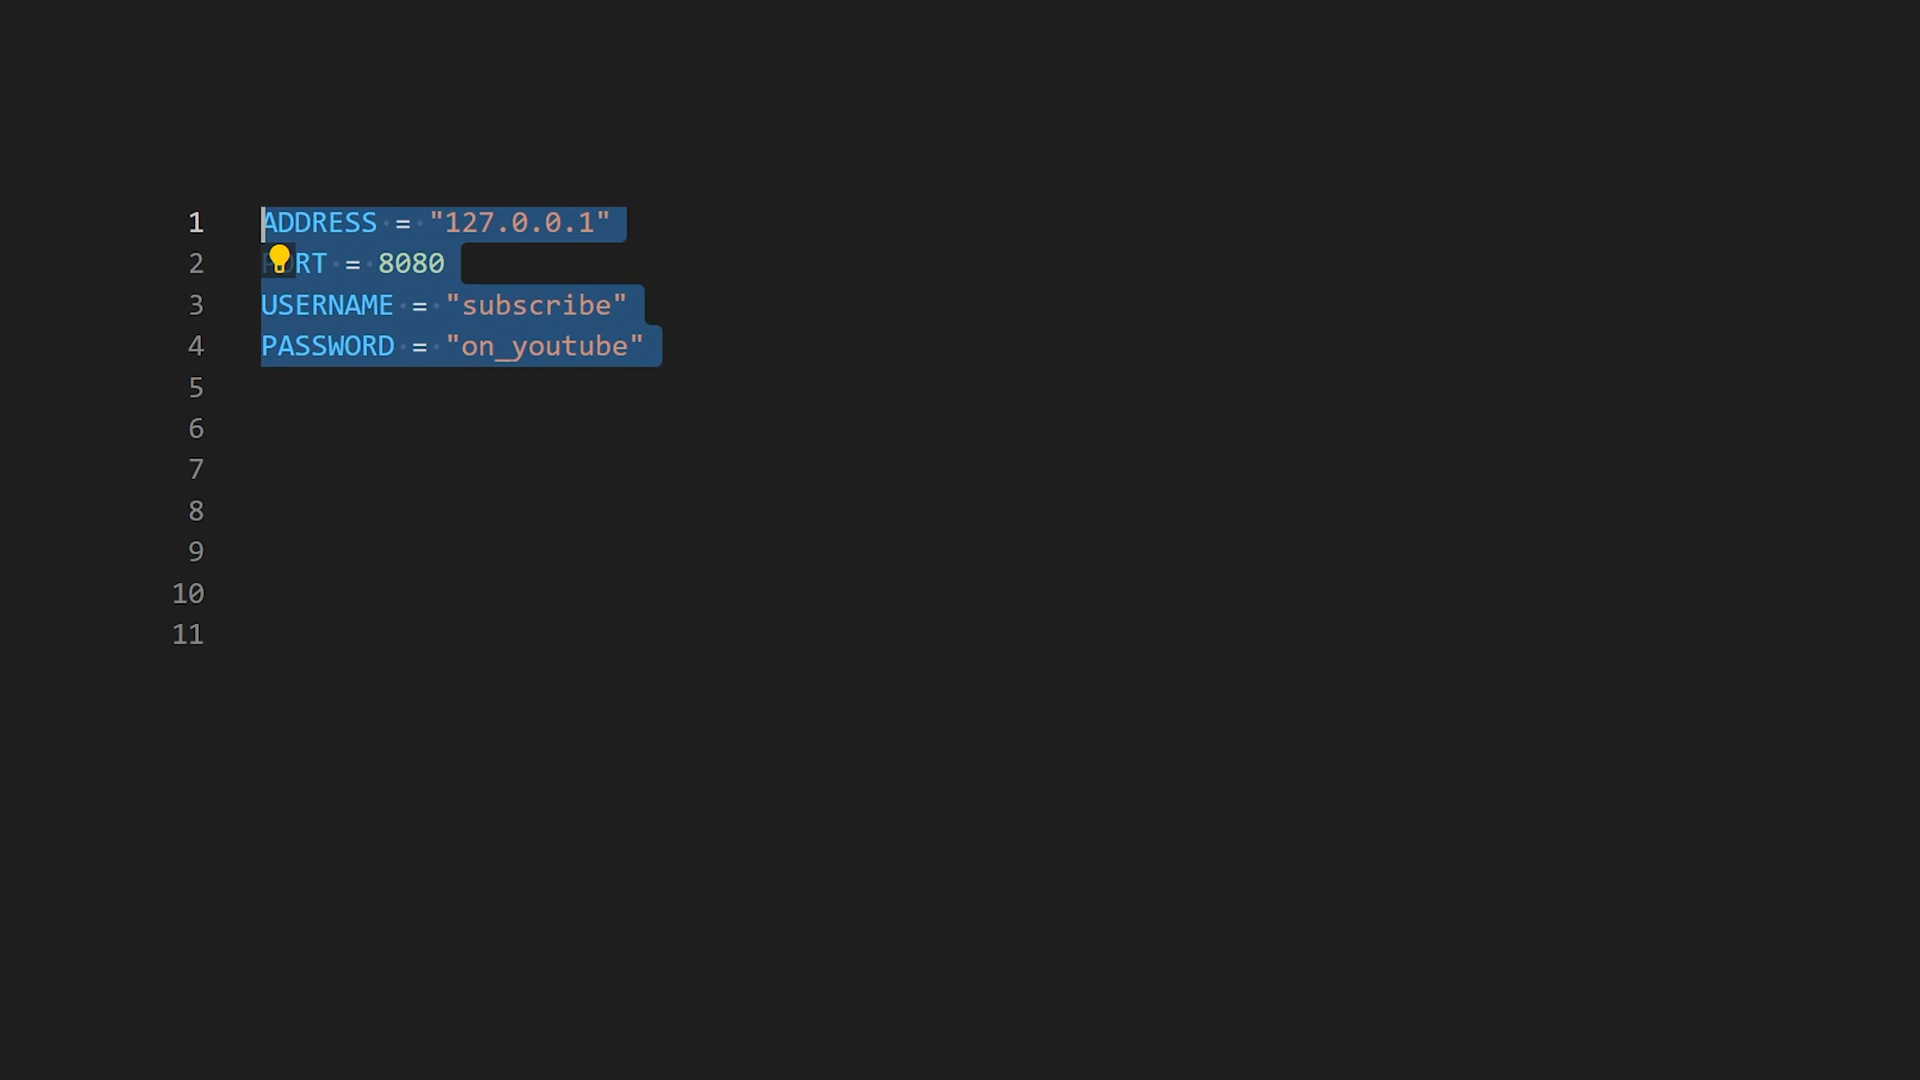 1 ADDRESS = "127.0.0.1"
2 PORT = 8080
3 USERNAME = "subscribe"
4 PASSWORD = "on_youtube"
5
6
7
8
9
10
11